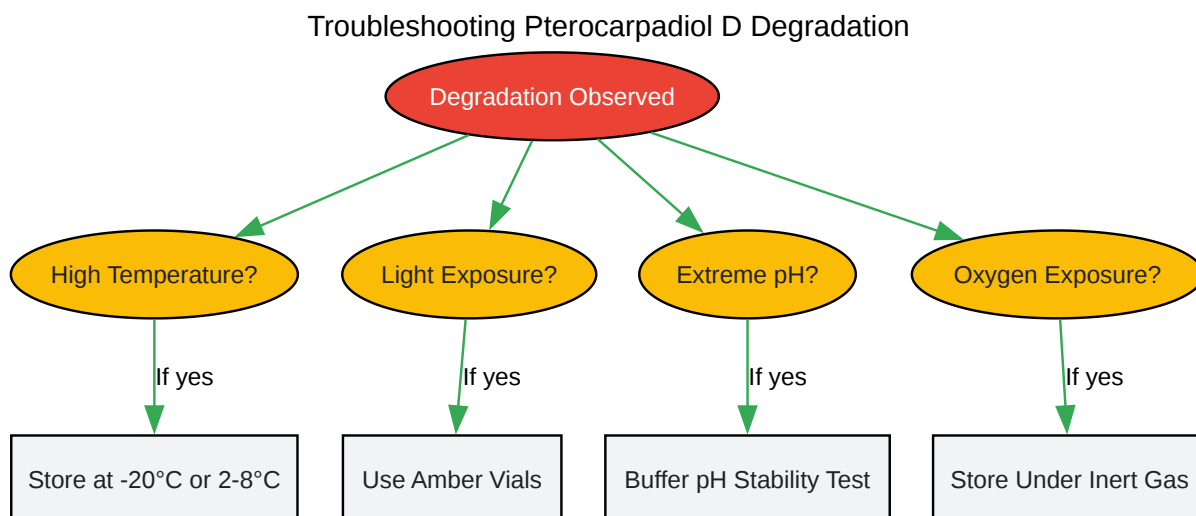 Troubleshooting Pterocarpadiol D Degradation
Degradation Observed
High Temperature?
Light Exposure?
Extreme pH?
Oxygen Exposure?
If yes
If yes
If yes
If yes
Store at -20°C or 2-8°C
Use Amber Vials
Buffer pH Stability Test
Store Under Inert Gas